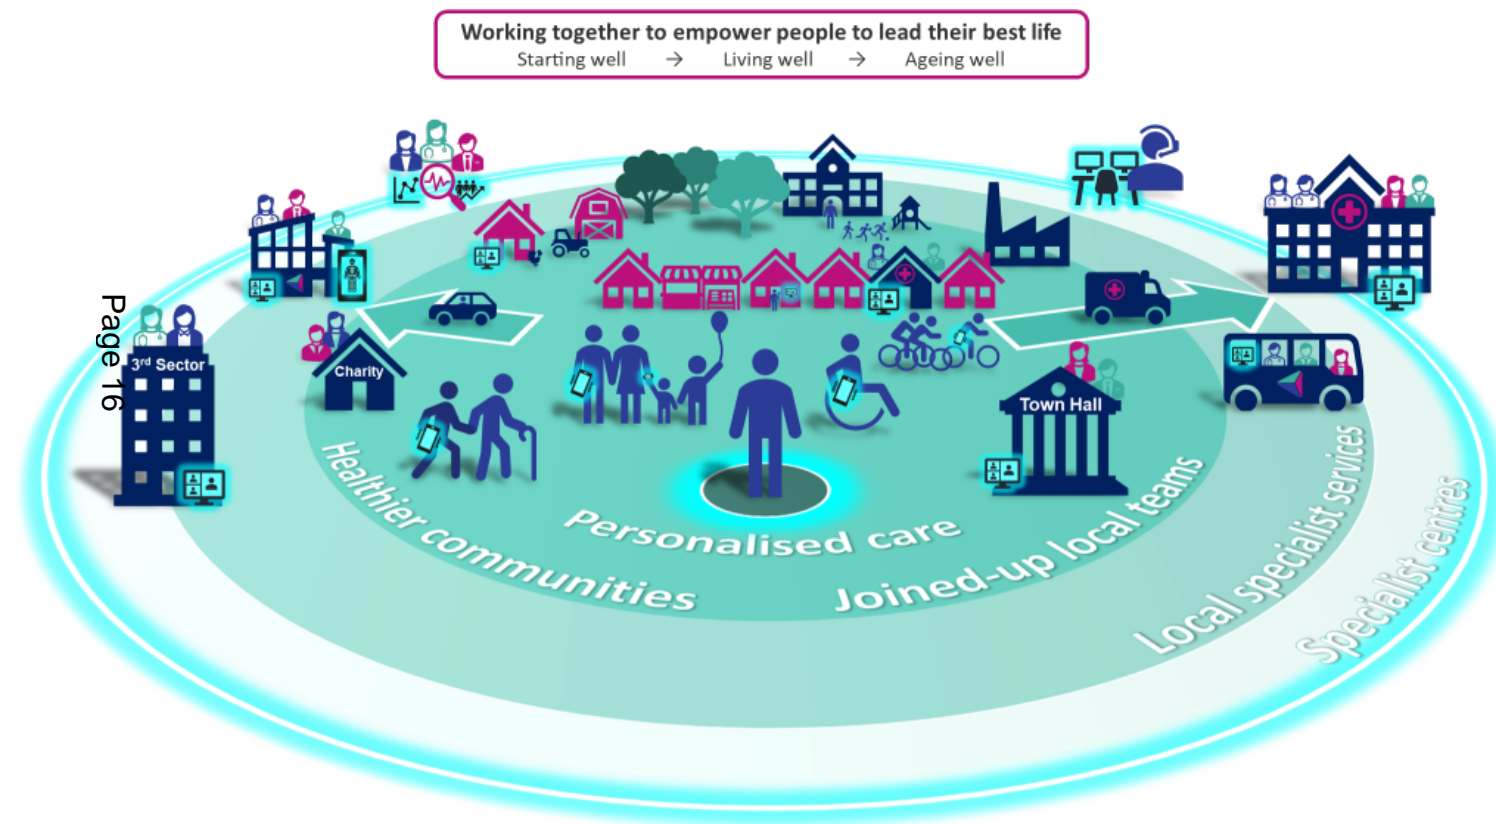 Working together to empower people to lead their best life
Starting well → Living well → Ageing well
Page 16
3rd Sector
Charity
Town Hall
Personalised care
Healthier communities
Joined-up local teams
Local specialist services
Specialist centres